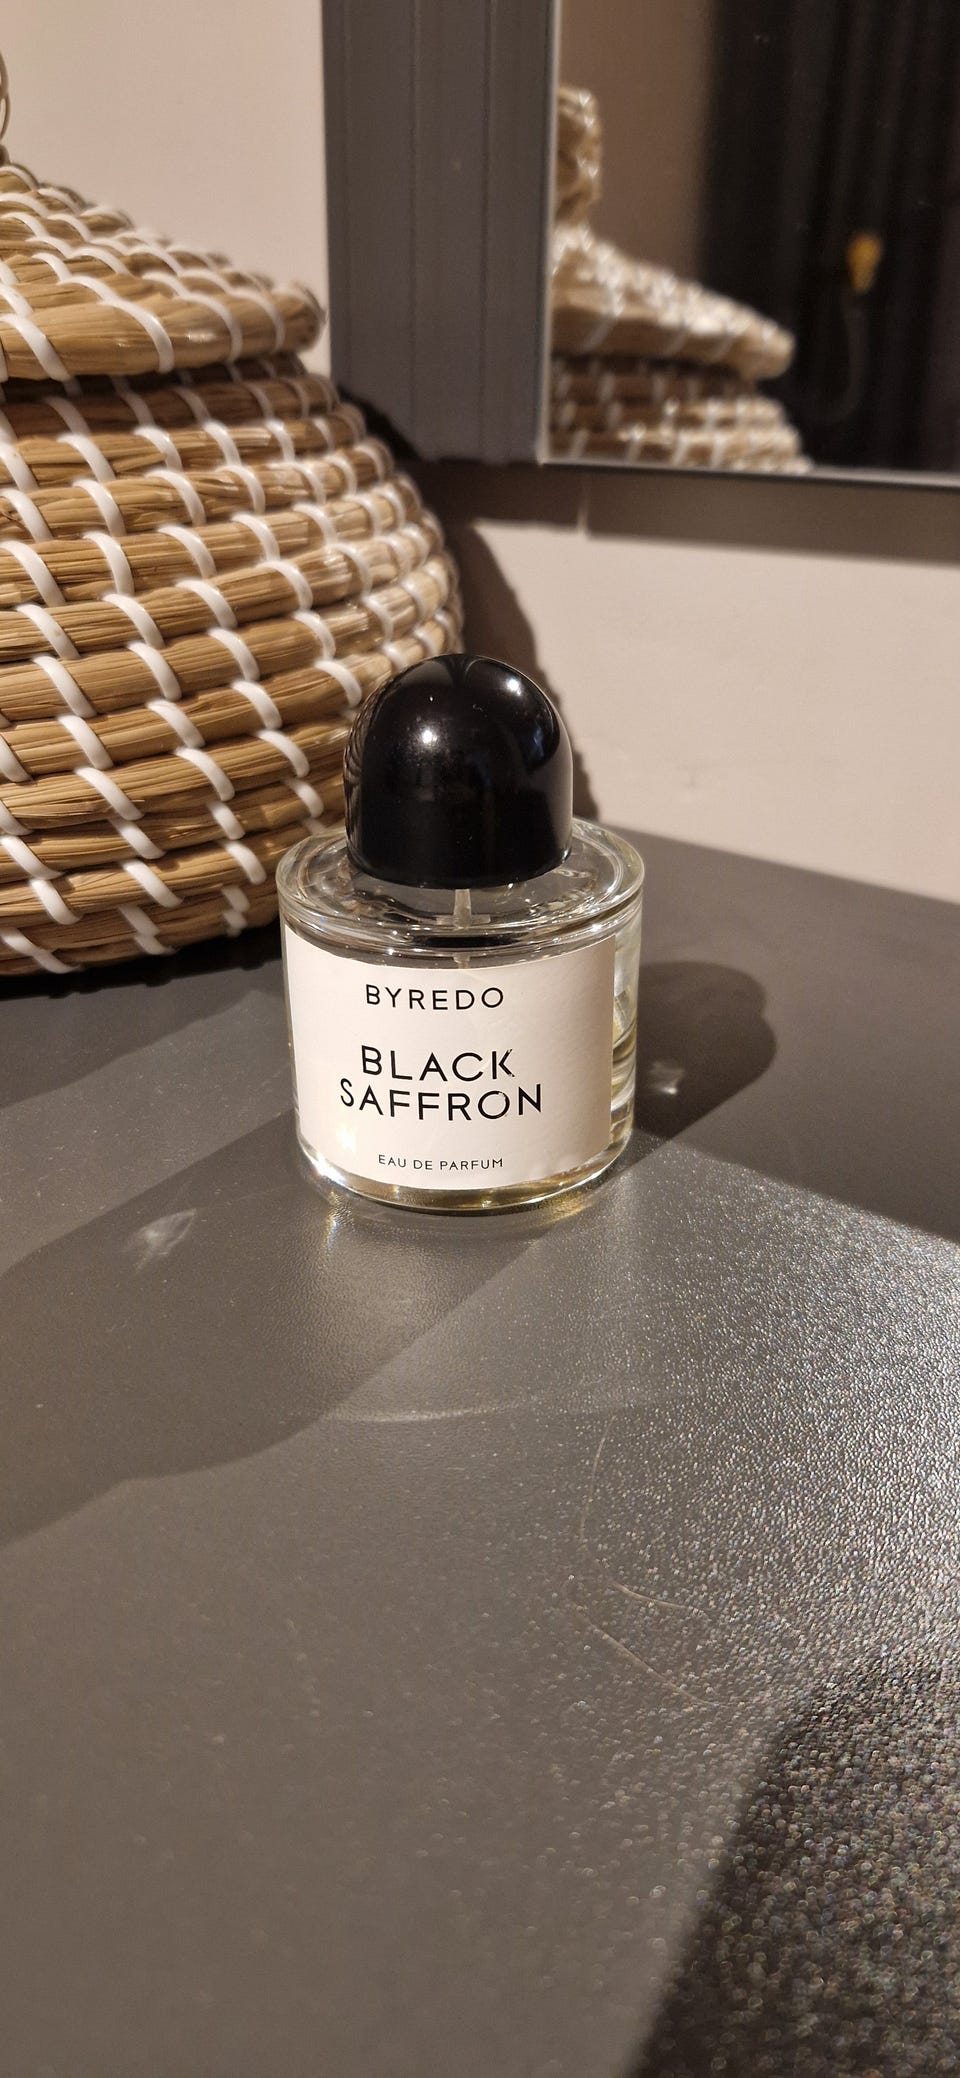 BYREDO
BLACK
SAFFRON
EAU DE PARFUM